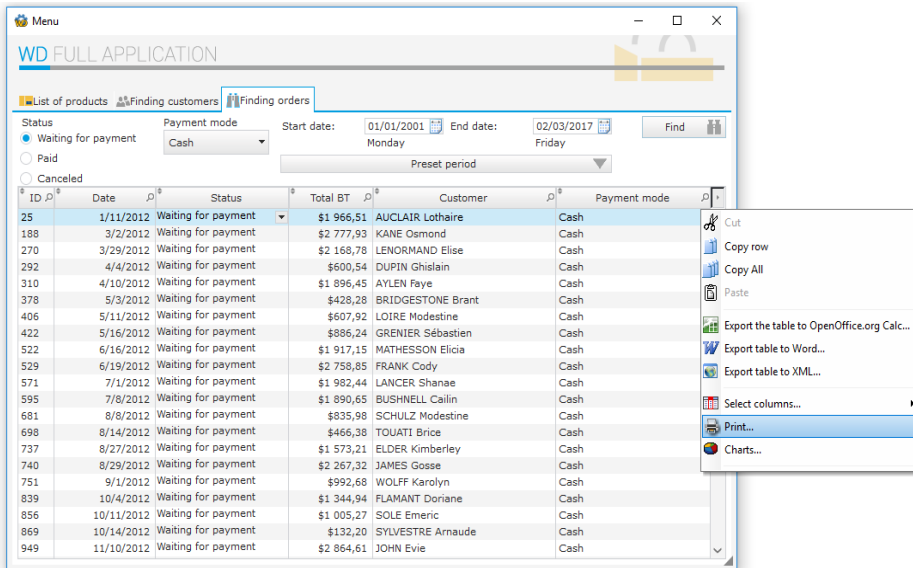 Menu
WD FULL APPLICATION
List of products Finding customers Finding orders
Status Payment mode Start date: 01/01/2001 End date: 02/03/2017 Find
Waiting for payment Cash Monday Friday
Paid Preset period
Canceled
ID Date Status Total BT Customer Payment mode
25 1/11/2012 Waiting for payment $1 966,51 AUCLAIR Lothaire Cash
188 3/2/2012 Waiting for payment $2 777,93 KANE Osmond Cash
270 3/29/2012 Waiting for payment $2 168,78 LENORMAND Elise Cash
292 4/4/2012 Waiting for payment $600,54 DUPIN Ghislain Cash
310 4/10/2012 Waiting for payment $1 896,45 AYLEN Faye Cash
378 5/3/2012 Waiting for payment $428,28 BRIDGESTONE Brant Cash
406 5/11/2012 Waiting for payment $607,92 LOIRE Modestine Cash
422 5/16/2012 Waiting for payment $886,24 GRENIER Sébastien Cash
522 6/16/2012 Waiting for payment $1 917,15 MATHESSON Elicia Cash
529 6/19/2012 Waiting for payment $2 758,85 FRANK Cody Cash
571 7/1/2012 Waiting for payment $1 982,44 LANCER Shanae Cash
595 7/8/2012 Waiting for payment $1 890,65 BUSHNELL Cailin Cash
681 8/8/2012 Waiting for payment $835,98 SCHULZ Modestine Cash
698 8/14/2012 Waiting for payment $466,38 TOUATI Brice Cash
737 8/27/2012 Waiting for payment $1 573,21 ELDER Kimberley Cash
740 8/29/2012 Waiting for payment $2 267,32 JAMES Gosse Cash
751 9/1/2012 Waiting for payment $992,68 WOLFF Karolyn Cash
839 10/4/2012 Waiting for payment $1 344,94 FLAMANT Doriane Cash
856 10/11/2012 Waiting for payment $1 005,27 SOLE Emeric Cash
869 10/14/2012 Waiting for payment $132,20 SYLVESTRE Arnaude Cash
949 11/10/2012 Waiting for payment $2 864,61 JOHN Evie Cash
Cut
Copy row
Copy All
Paste
Export the table to OpenOffice.org Calc...
Export table to Word...
Export table to XML...
Select columns...
Print...
Charts...